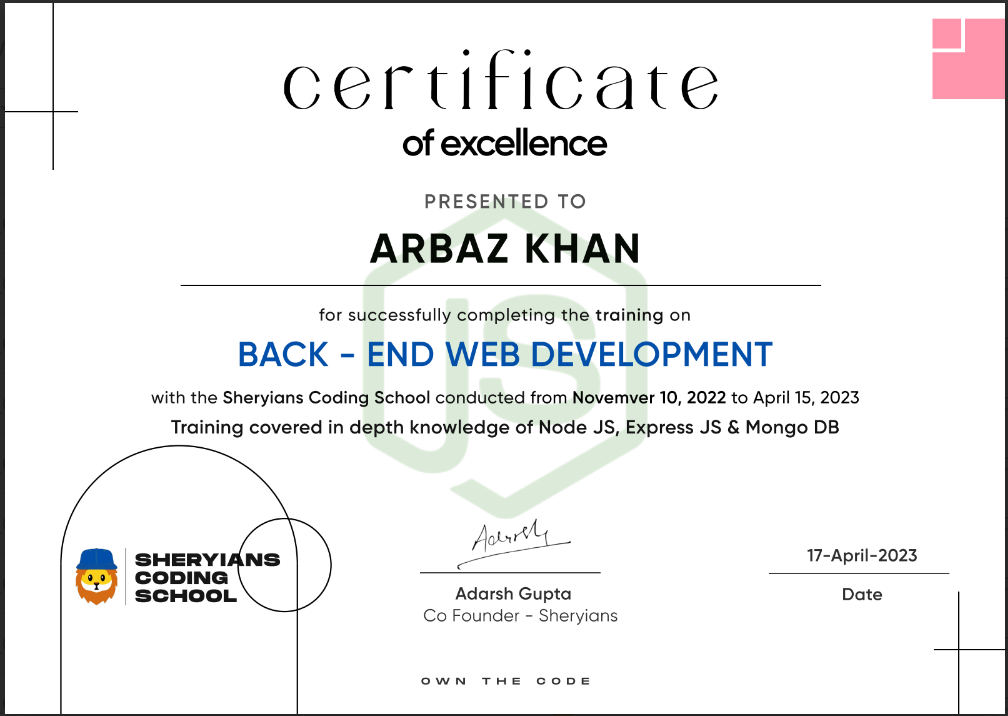 certificate
of excellence
PRESENTED TO
ARBAZ KHAN
for successfully completing the training on
BACK - END WEB DEVELOPMENT
with the Sheryians Coding School conducted from Novemver 10, 2022 to April 15, 2023
Training covered in depth knowledge of Node JS, Express JS & Mongo DB
JS
SHERYIANS
CODING
SCHOOL
Adarsh
Adarsh Gupta
Co Founder - Sheryians
17-April-2023
Date
OWN THE CODE